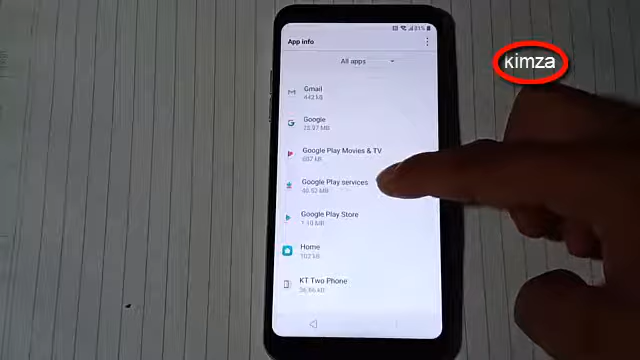 31%
App info
All apps
Gmail
Google
Google Play Movies & TV
Google Play services
Google Play Store
Home
KT Two Phone
kimza